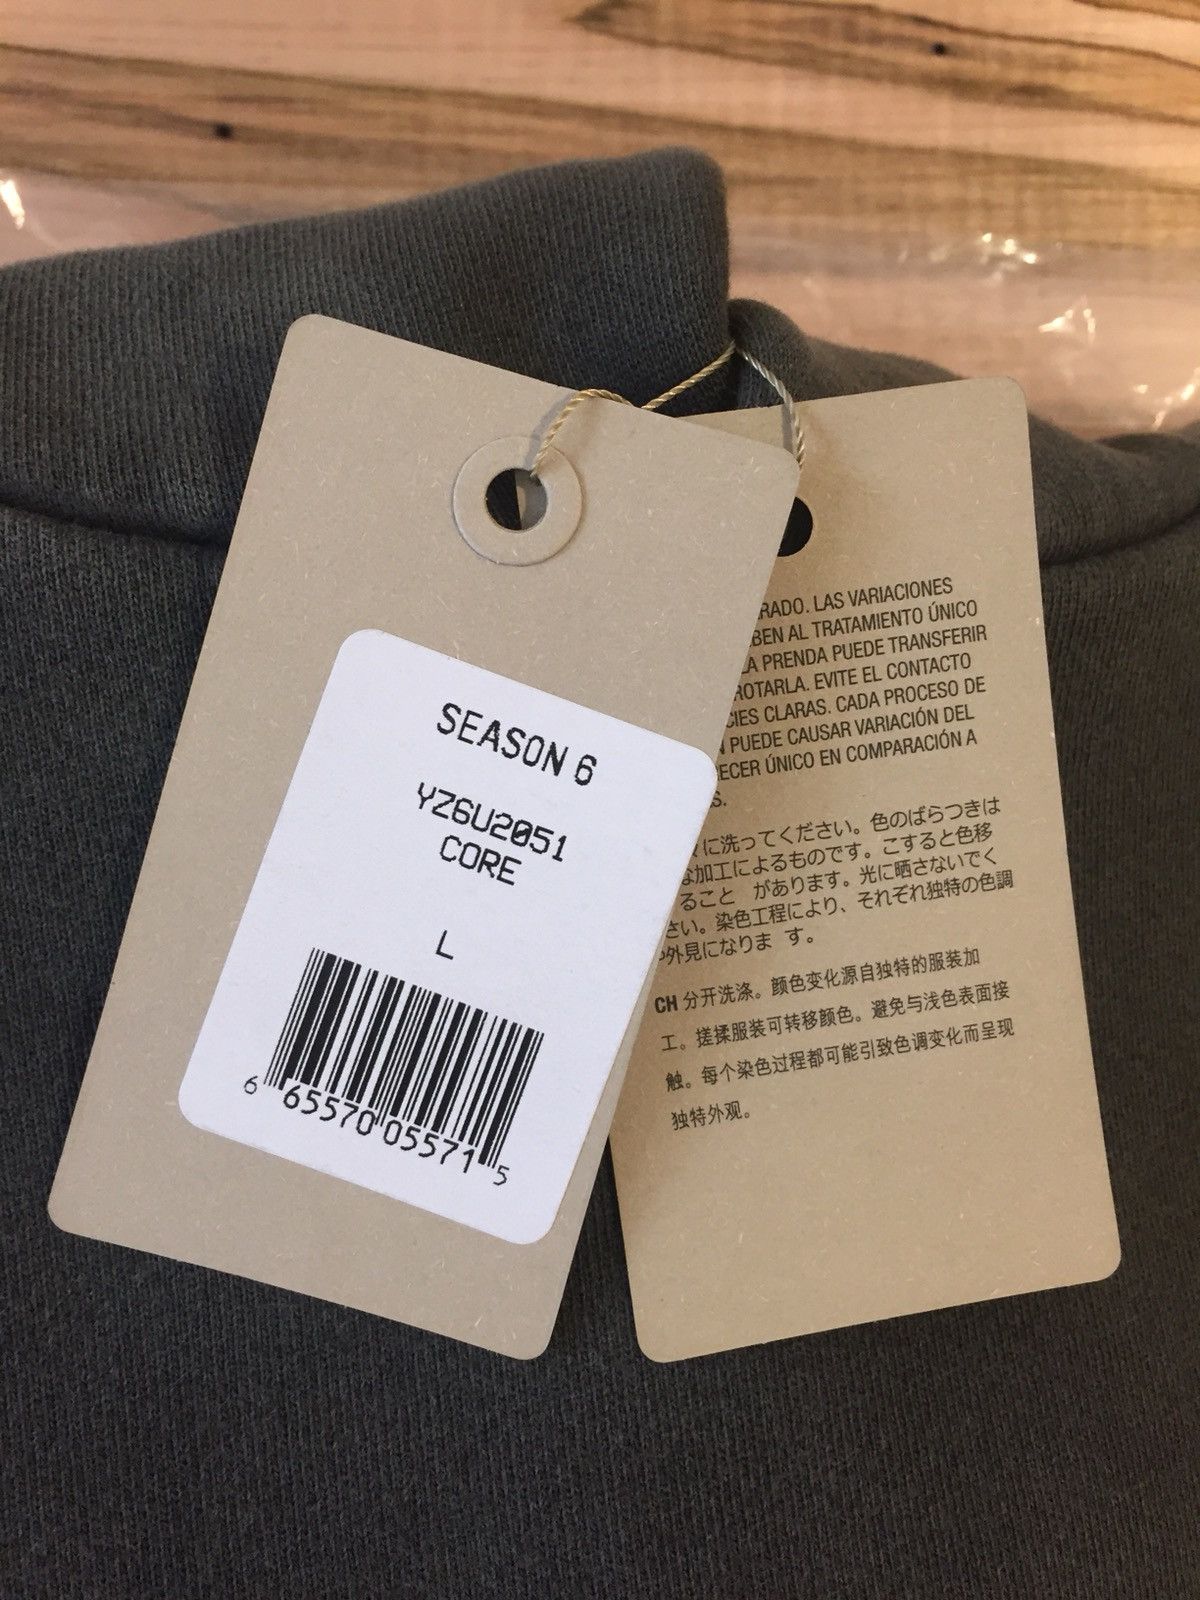 SEASON 6
YZ6U2051
CORE
L
6 65570 05571 5
LAS VARIACIONES
AL TRATAMIENTO ÚNICO
LA PRENDA PUEDE TRANSFERIR
EVITE EL CONTACTO
CLARAS. CADA PROCESO DE
PUEDE CAUSAR VARIACIÓN DEL
ÚNICO EN COMPARACIÓN A
に洗ってください。色のばらつきは
加工によるものです。こすると色移
ること があります。光に晒さないでく
さい。染色工程により、それぞれ独特の色調
や外見になりま す。
CH 分开洗涤。颜色变化源自独特的服装加
工。搓揉服装可转移颜色。避免与浅色表面接
触。每个染色过程都可能引致色调变化而呈现
独特外观。